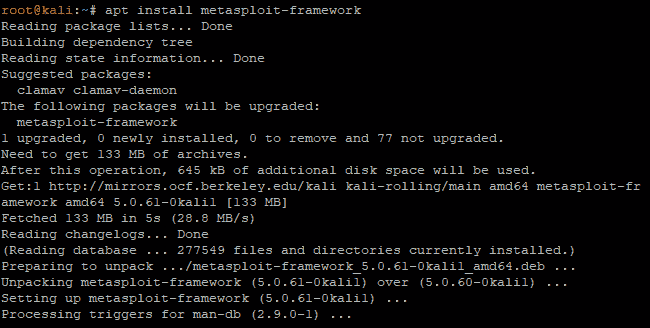 root@kali:~# apt install metasploit-framework
Reading package lists... Done
Building dependency tree
Reading state information... Done
Suggested packages:
  clamav clamav-daemon
The following packages will be upgraded:
  metasploit-framework
1 upgraded, 0 newly installed, 0 to remove and 77 not upgraded.
Need to get 133 MB of archives.
After this operation, 645 kB of additional disk space will be used.
Get:1 http://mirrors.ocf.berkeley.edu/kali kali-rolling/main amd64 metasploit-fr
amework amd64 5.0.61-0kali1 [133 MB]
Fetched 133 MB in 5s (28.8 MB/s)
Reading changelogs... Done
(Reading database ... 277549 files and directories currently installed.)
Preparing to unpack .../metasploit-framework_5.0.61-0kali1_amd64.deb ...
Unpacking metasploit-framework (5.0.61-0kali1) over (5.0.60-0kali1) ...
Setting up metasploit-framework (5.0.61-0kali1) ...
Processing triggers for man-db (2.9.0-1) ...